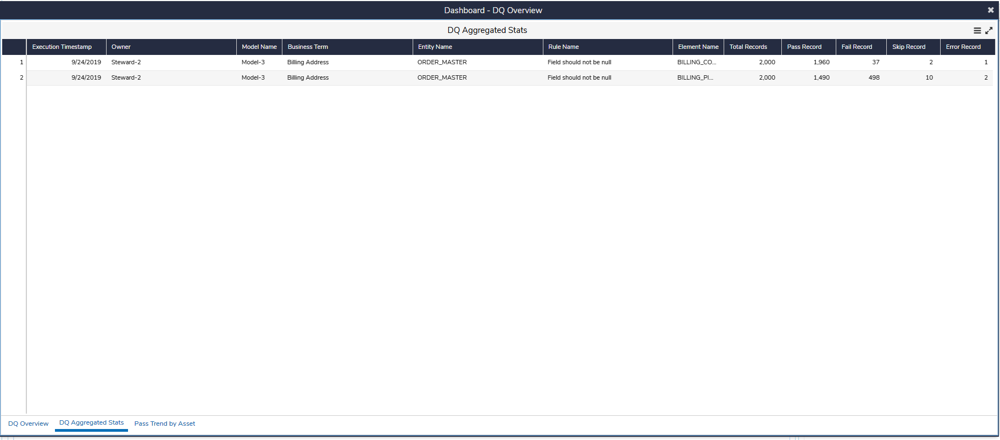 Dashboard - DQ Overview
DQ Aggregated Stats
Execution Timestamp Owner Model Name Business Term Entity Name Rule Name Element Name Total Records Pass Record Fail Record Skip Record Error Record
1 9/24/2019 Steward-2 Model-3 Billing Address ORDER_MASTER Field should not be null BILLING_CO... 2,000 1,960 37 2 1
2 9/24/2019 Steward-2 Model-3 Billing Address ORDER_MASTER Field should not be null BILLING_PI... 2,000 1,490 498 10 2
DQ Overview DQ Aggregated Stats Pass Trend by Asset